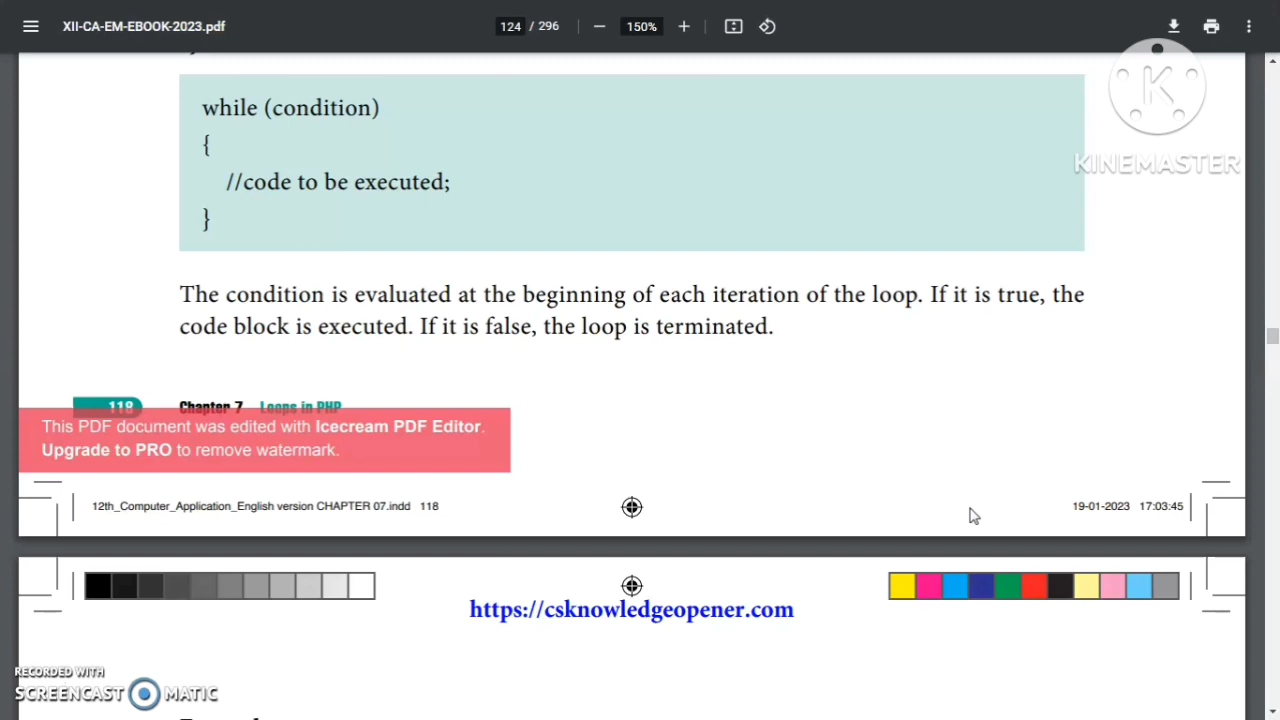 XII-CA-EM-EBOOK-2023.pdf
124 / 296
150%
while (condition)
{
//code to be executed;
}
K
KINEMASTER
The condition is evaluated at the beginning of each iteration of the loop. If it is true, the
code block is executed. If it is false, the loop is terminated.
118 Chapter 7 Loops in PHP
This PDF document was edited with Icecream PDF Editor.
Upgrade to PRO to remove watermark.
12th_Computer_Application_English version CHAPTER 07.indd 118
19-01-2023 17:03:45
https://csknowledgeopener.com
RECORDED WITH
SCREENCAST MATIC